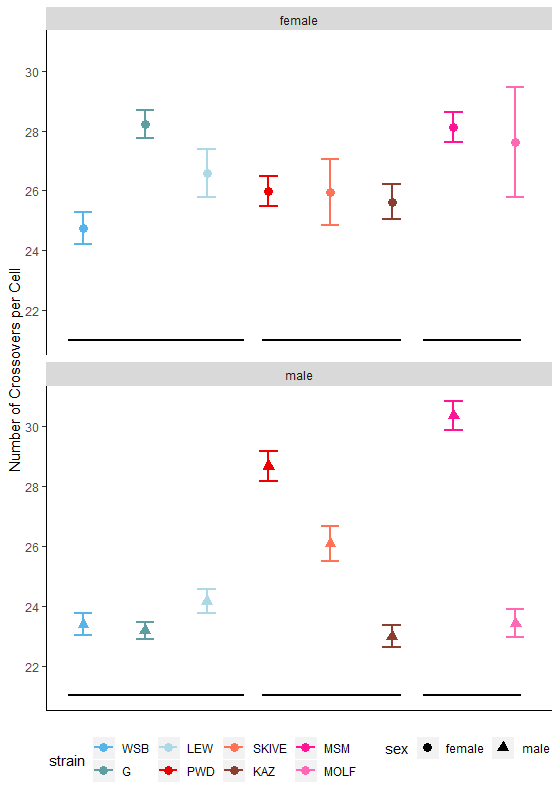 female
30
28
26
24
22
Number of Crossovers per Cell
male
30
28
26
24
22
strain
WSB
LEW
SKIVE
MSM
G
PWD
KAZ
MOLF
sex
female
male